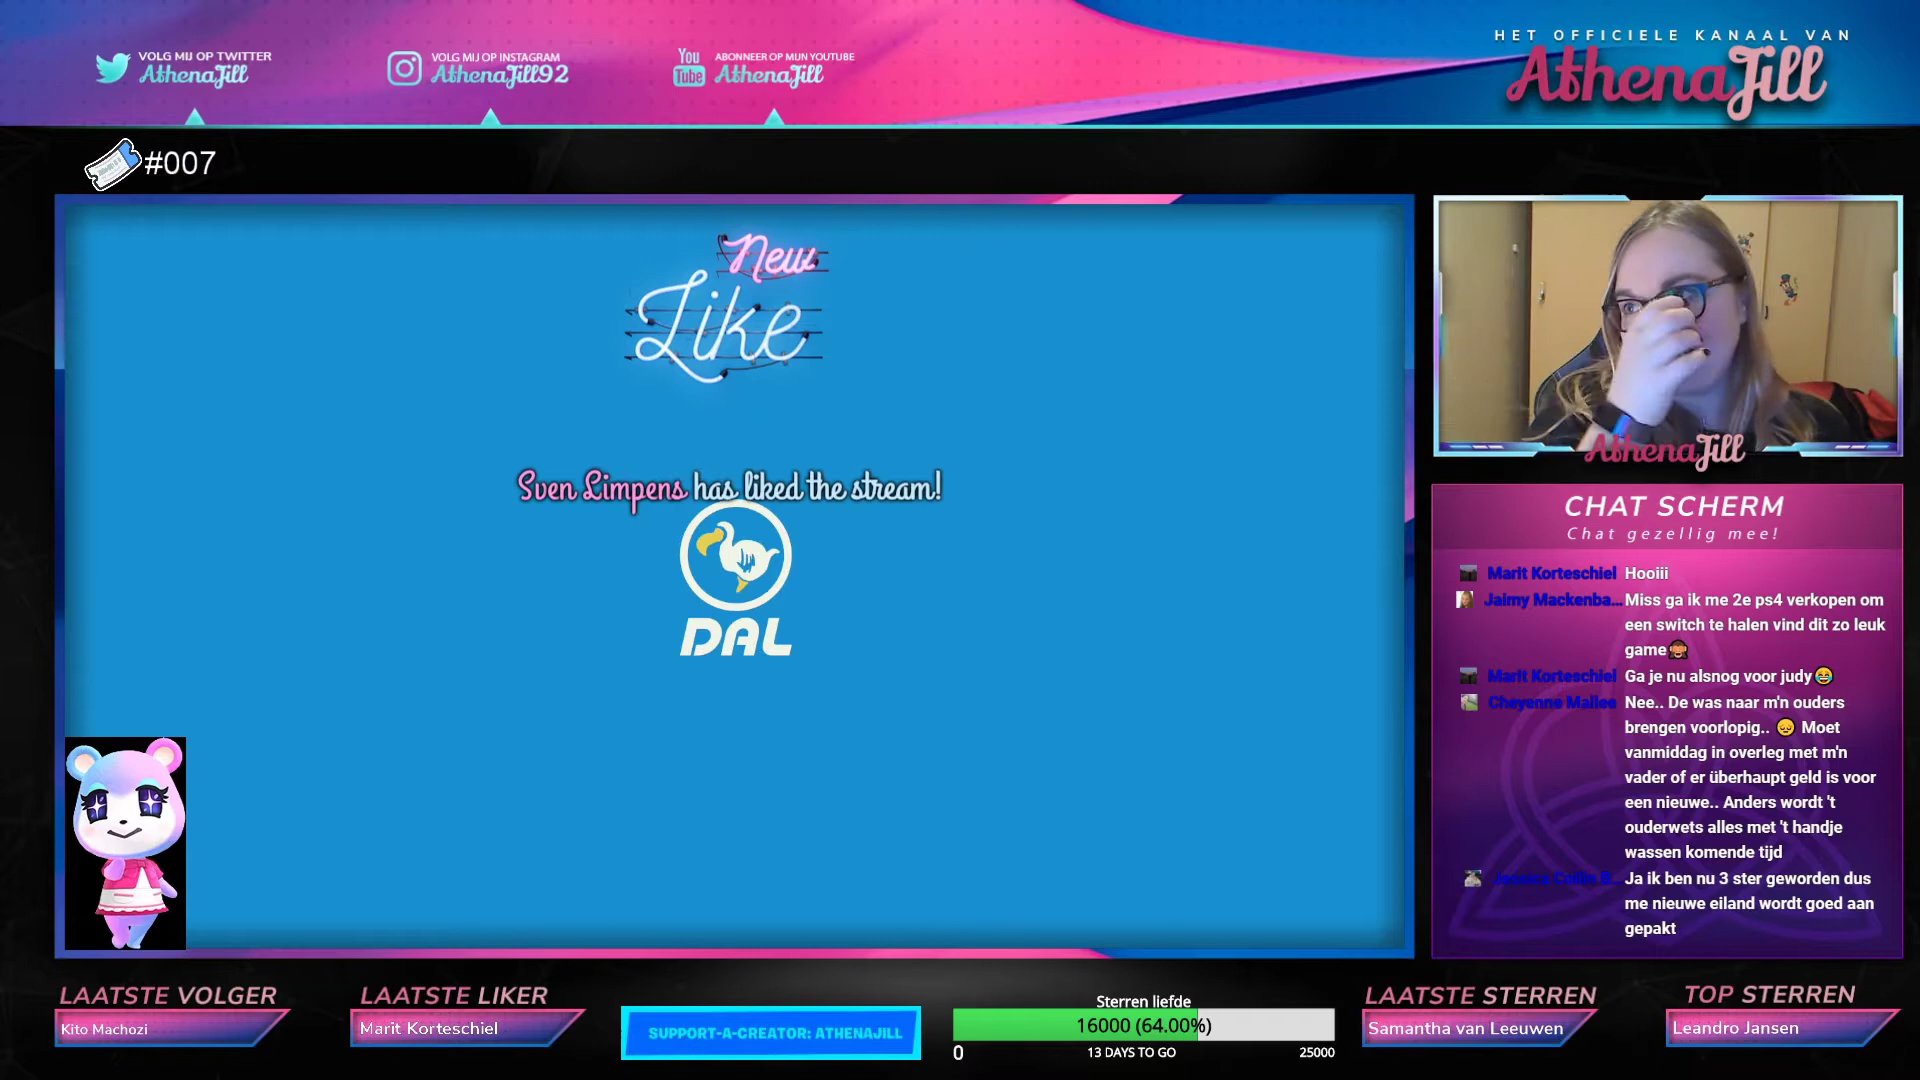 VOLG MIJ OP TWITTER
AthenaJill
VOLG MIJ OP INSTAGRAM
AthenaJill92
You
Tube
ABONNEER OP MIJN YOUTUBE
AthenaJill
HET OFFICIELE KANAAL VAN
AthenaJill
#007
New
Like
Sven Limpens has liked the stream!
DAL
AthenaJill
CHAT SCHERM
Chat gezellig mee!
Marit Korteschiel Hooiii
Jaimy Mackenba... Miss ga ik me 2e ps4 verkopen om
een switch te halen vind dit zo leuk
game🙈
Marit Korteschiel Ga je nu alsnog voor judy😂
Cheyenne Mallee Nee.. De was naar m'n ouders
brengen voorlopig.. 😔 Moet
vanmiddag in overleg met m'n
vader of er überhaupt geld is voor
een nieuwe.. Anders wordt 't
ouderwets alles met 't handje
wassen komende tijd
Ja ik ben nu 3 ster geworden dus
me nieuwe eiland wordt goed aan
gepakt
LAATSTE VOLGER
Kito Machozi
LAATSTE LIKER
Marit Korteschiel
SUPPORT-A-CREATOR: ATHENAJILL
Sterren liefde
16000 (64.00%)
0 13 DAYS TO GO 25000
LAATSTE STERREN
Samantha van Leeuwen
TOP STERREN
Leandro Jansen